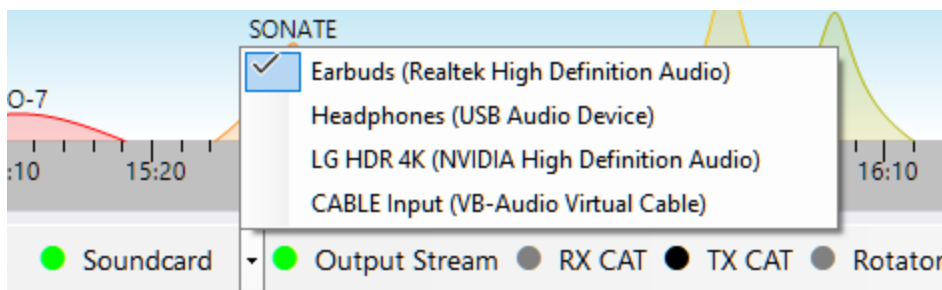 SONATE
Earbuds (Realtek High Definition Audio)
O-7
Headphones (USB Audio Device)
LG HDR 4K (NVIDIA High Definition Audio)
:10 15:20 16:10
CABLE Input (VB-Audio Virtual Cable)
Soundcard Output Stream RX CAT TX CAT Rotator